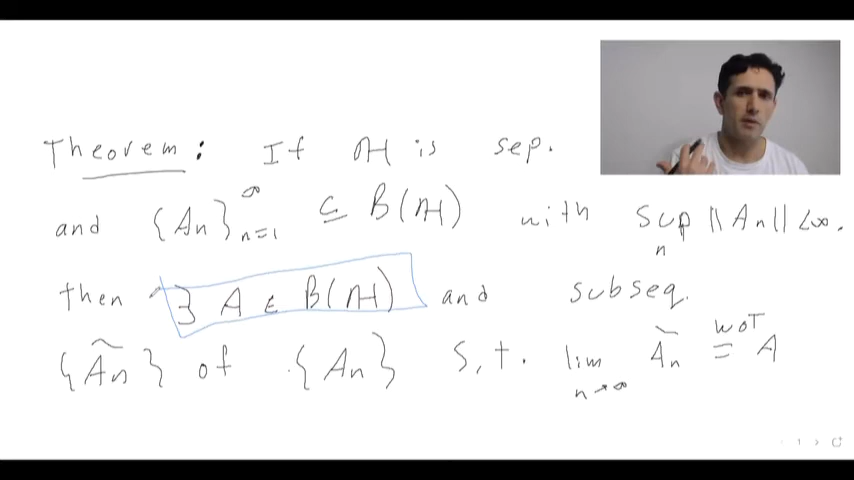 Theorem: If H is sep.
and {An}∞n=1 ⊆ B(H) with sup n ||An|| < ∞.
then ∃ A ∈ B(H) and subseq.
{Ãn} of {An} s.t. lim n→∞ Ãn WOT = A